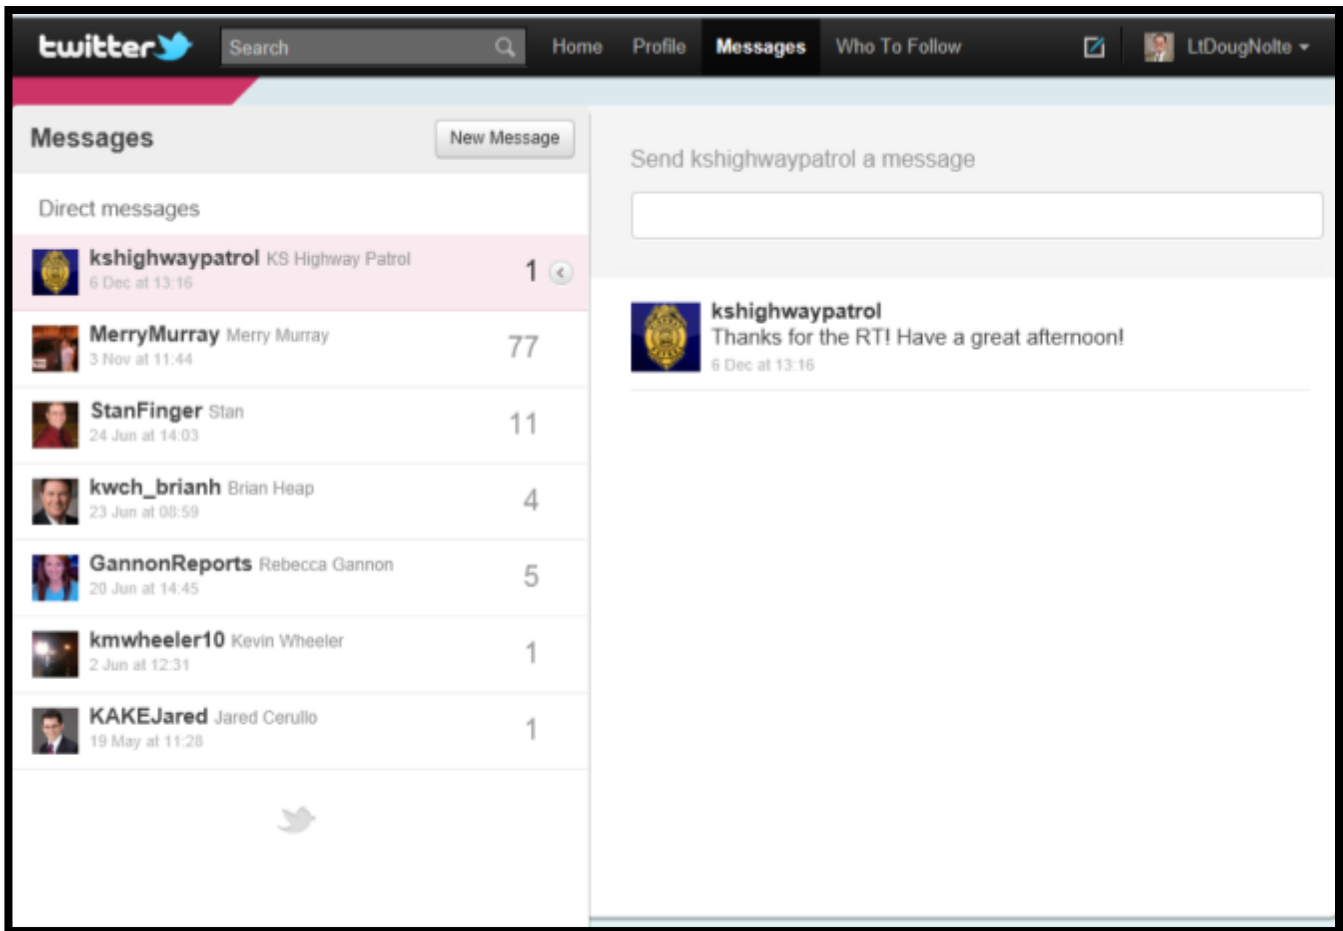 twitter Search Home Profile Messages Who To Follow LtDougNolte
Messages New Message
Direct messages
kshighwaypatrol KS Highway Patrol 1
6 Dec at 13:16
MerryMurray Merry Murray 77
3 Nov at 11:44
StanFinger Stan 11
24 Jun at 14:03
kwch_brianh Brian Heap 4
23 Jun at 08:59
GannonReports Rebecca Gannon 5
20 Jun at 14:45
kmwheeler10 Kevin Wheeler 1
2 Jun at 12:31
KAKEJared Jared Cerullo 1
19 May at 11:28
Send kshighwaypatrol a message
kshighwaypatrol
Thanks for the RT! Have a great afternoon!
6 Dec at 13:16